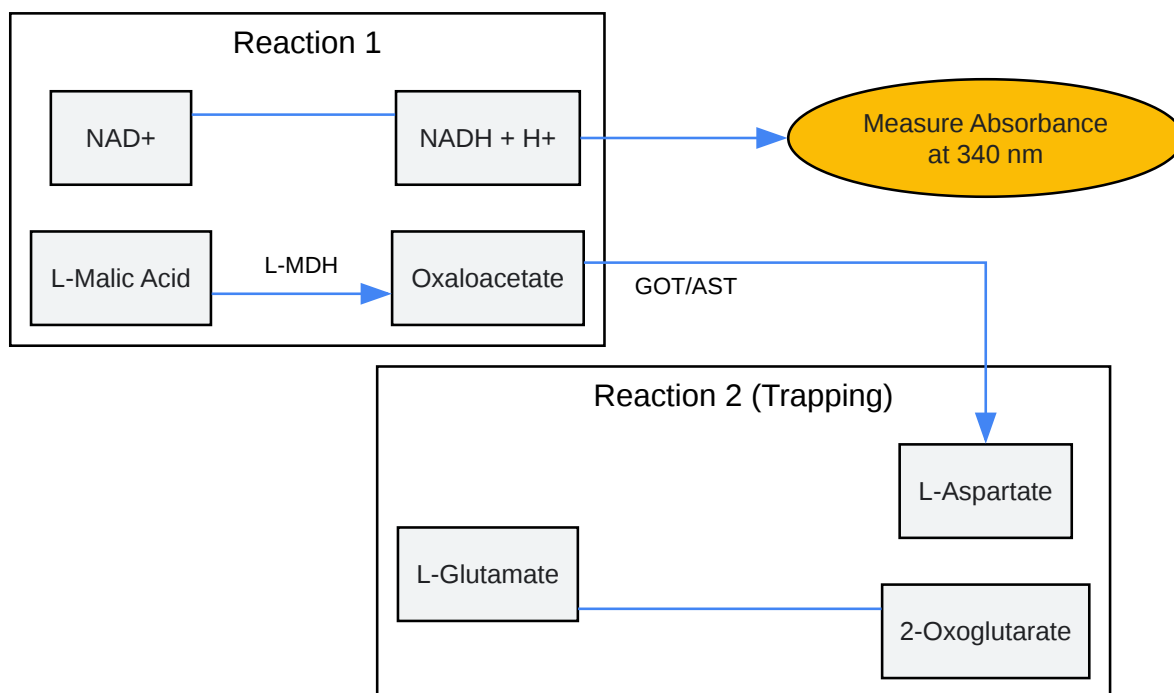 Reaction 1
NAD+
NADH + H+
Measure Absorbance
at 340 nm
L-Malic Acid
L-MDH
Oxaloacetate
GOT/AST
Reaction 2 (Trapping)
L-Aspartate
L-Glutamate
2-Oxoglutarate